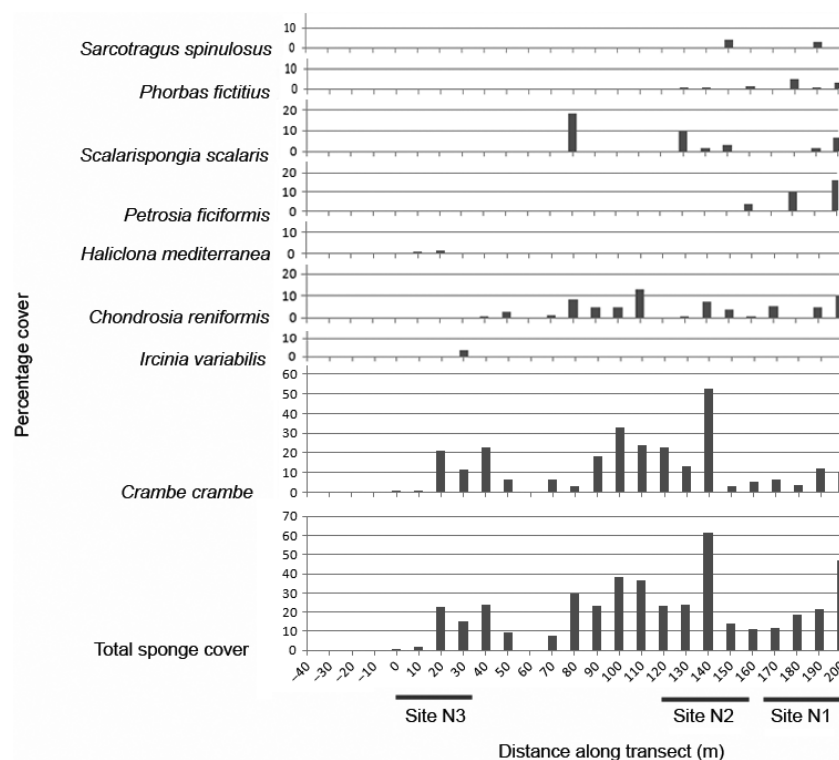 10
0
Sarcotragus spinulosus
10
0
Phorbas fictitius
20
10
0
Scalarispongia scalaris
20
10
0
Petrosia ficiformis
10
0
Haliclona mediterranea
20
10
0
Chondrosia reniformis
10
0
Ircinia variabilis
60
50
40
30
20
10
0
Crambe crambe
70
60
50
40
30
20
10
0
Total sponge cover
Percentage cover
−40 −30 −20 −10 0 10 20 30 40 50 60 70 80 90 100 110 120 130 140 150 160 170 180 190 200
Site N3 Site N2 Site N1
Distance along transect (m)